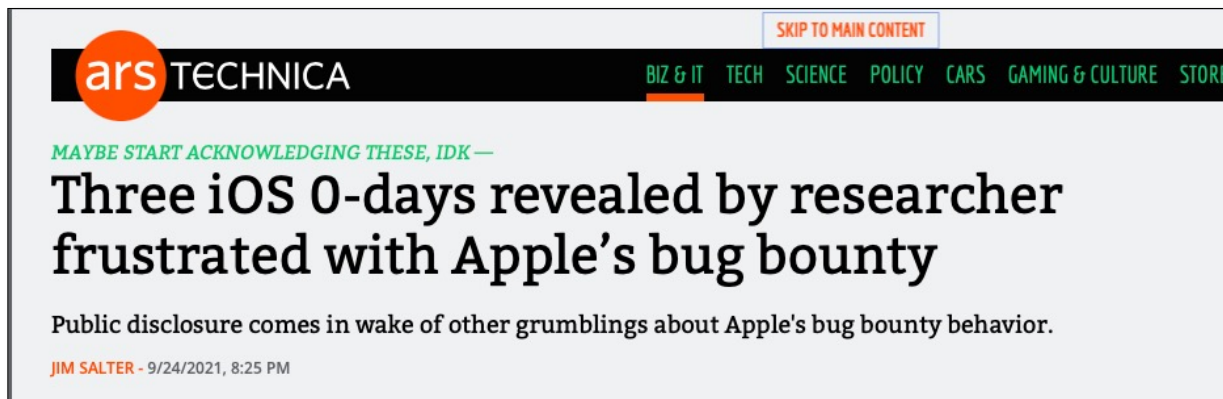 SKIP TO MAIN CONTENT
ars TECHNICA
BIZ & IT TECH SCIENCE POLICY CARS GAMING & CULTURE STORE
MAYBE START ACKNOWLEDGING THESE, IDK —
Three iOS 0-days revealed by researcher
frustrated with Apple’s bug bounty
Public disclosure comes in wake of other grumblings about Apple's bug bounty behavior.
JIM SALTER - 9/24/2021, 8:25 PM